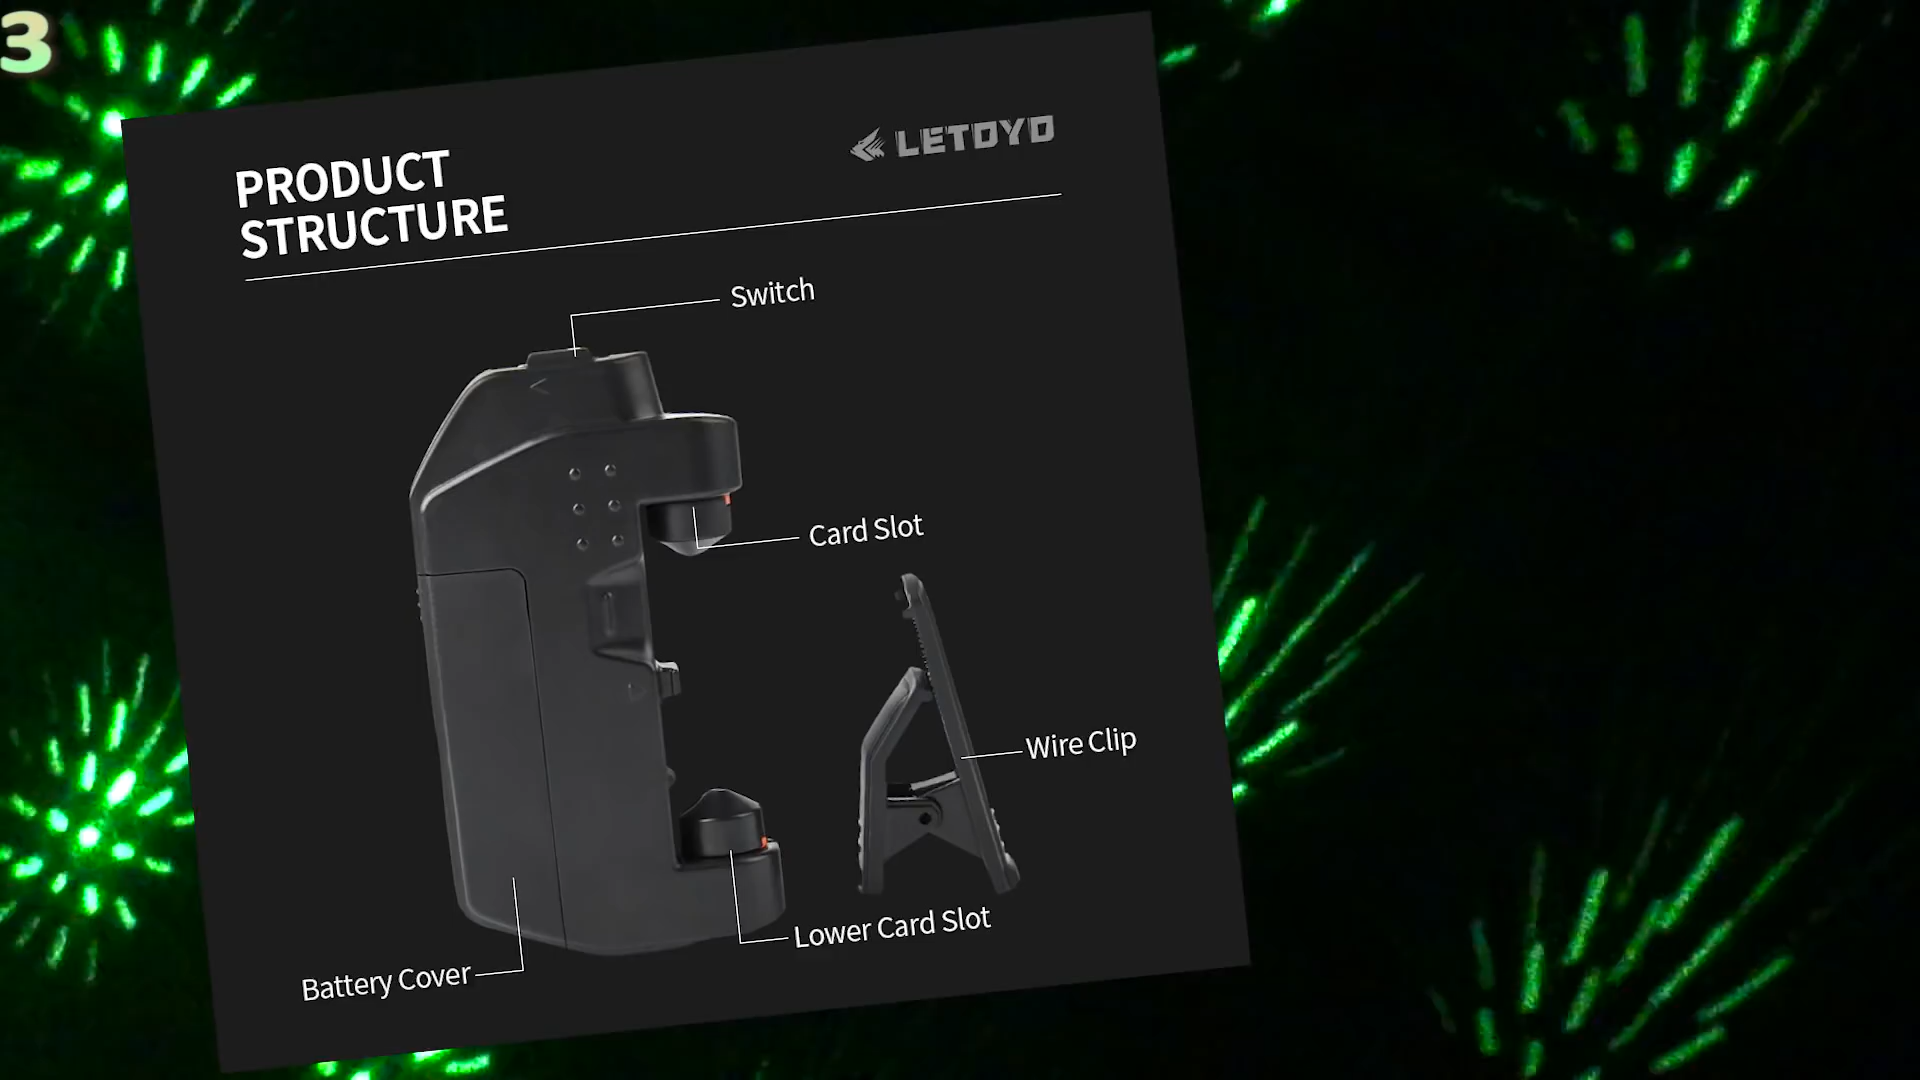 3
LETOYO
PRODUCT
STRUCTURE
Switch
Card Slot
Wire Clip
Lower Card Slot
Battery Cover